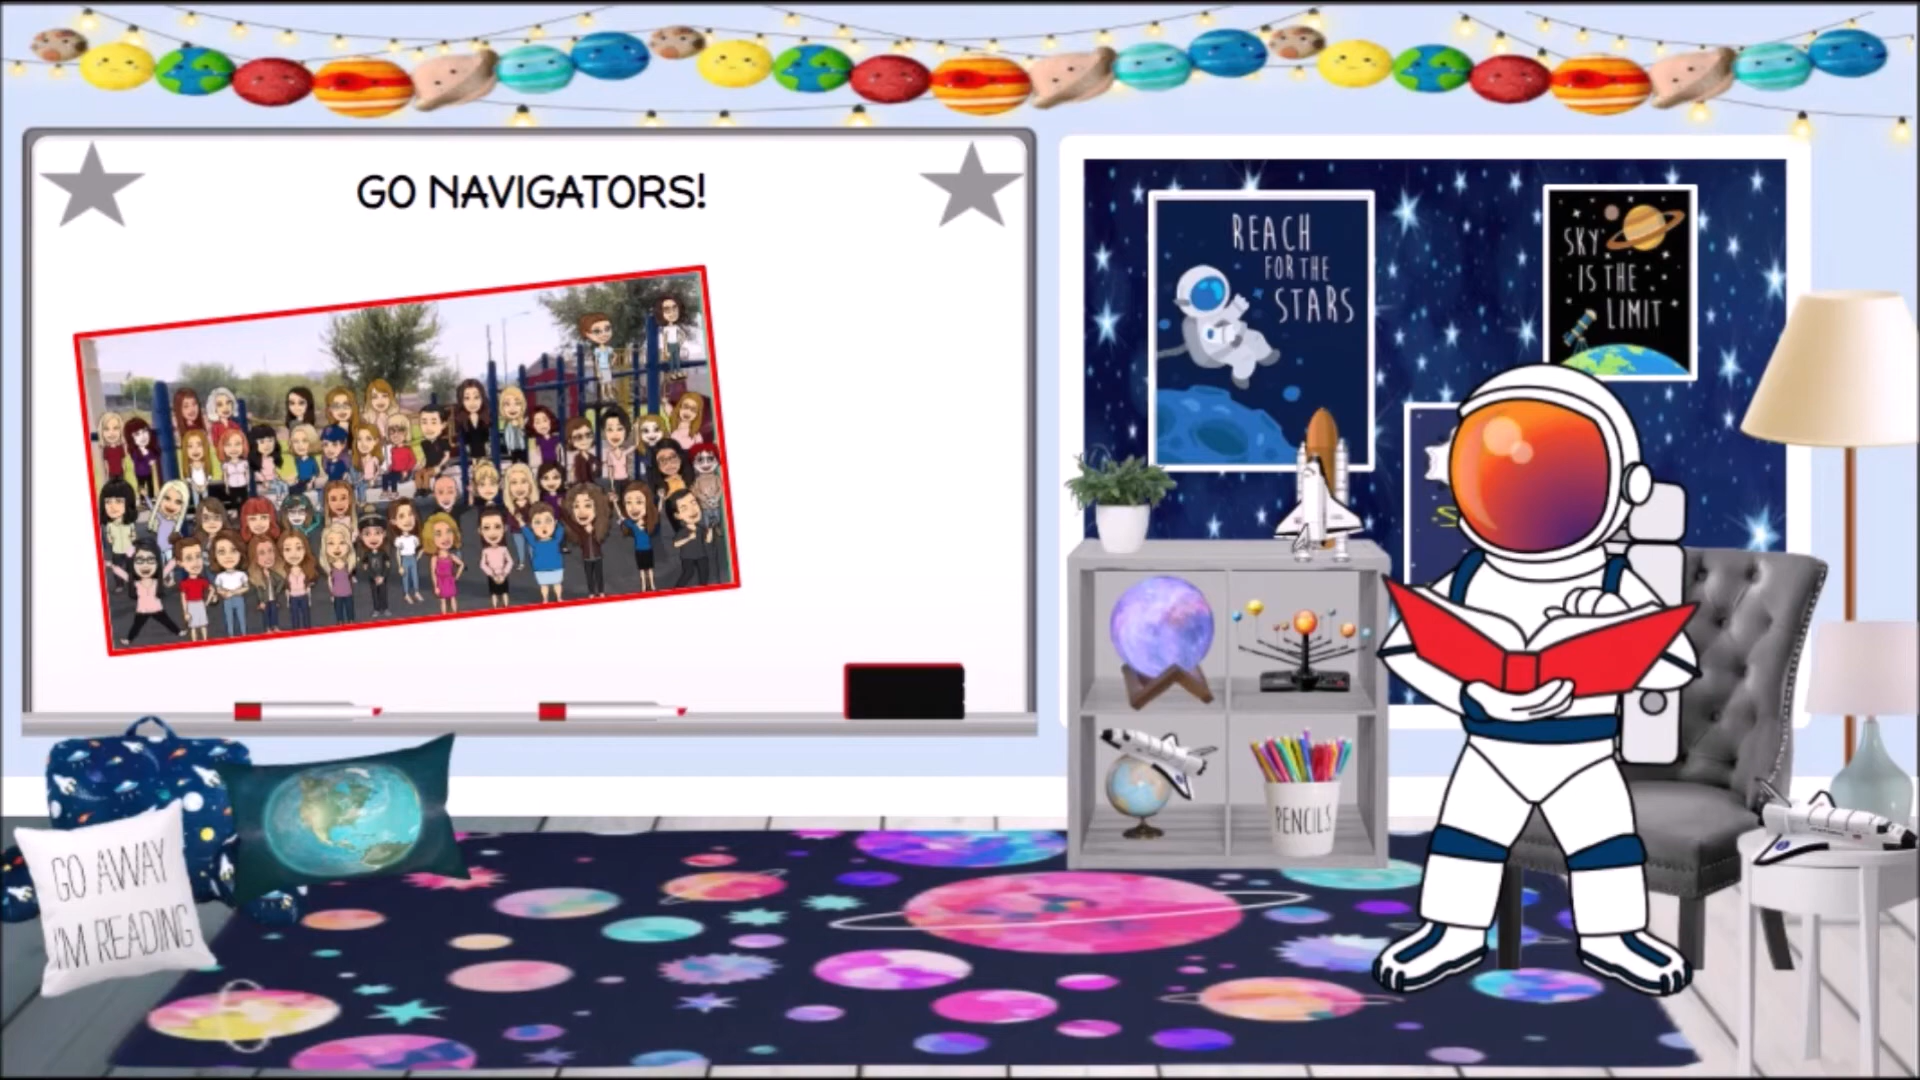 GO NAVIGATORS!
REACH
FOR THE
STARS
SKY
IS THE
LIMIT
PENCILS
GO AWAY
I'M READING